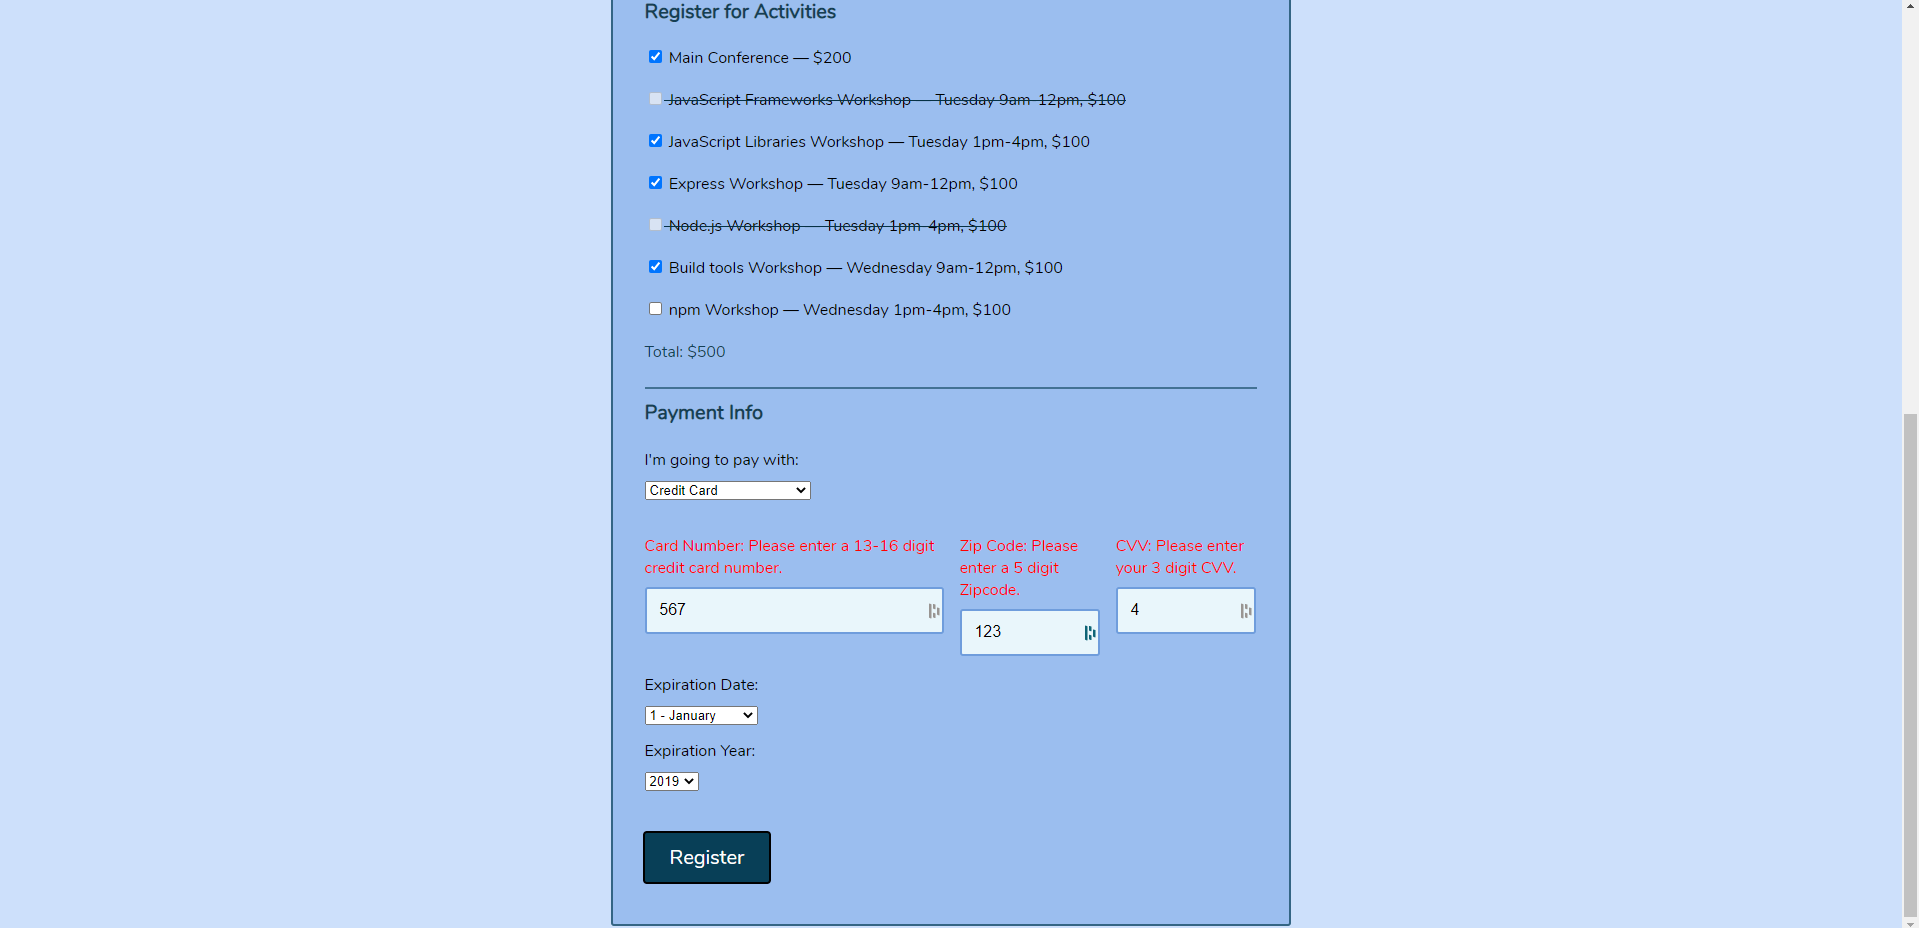 Register for Activities
Main Conference — $200
JavaScript Frameworks Workshop — Tuesday 9am-12pm, $100
JavaScript Libraries Workshop — Tuesday 1pm-4pm, $100
Express Workshop — Tuesday 9am-12pm, $100
Node.js Workshop — Tuesday 1pm-4pm, $100
Build tools Workshop — Wednesday 9am-12pm, $100
npm Workshop — Wednesday 1pm-4pm, $100
Total: $500
Payment Info
I'm going to pay with:
Credit Card
Card Number: Please enter a 13-16 digit
credit card number.
567
Zip Code: Please
enter a 5 digit
Zipcode.
123
CVV: Please enter
your 3 digit CVV.
4
Expiration Date:
1 - January
Expiration Year:
2019
Register